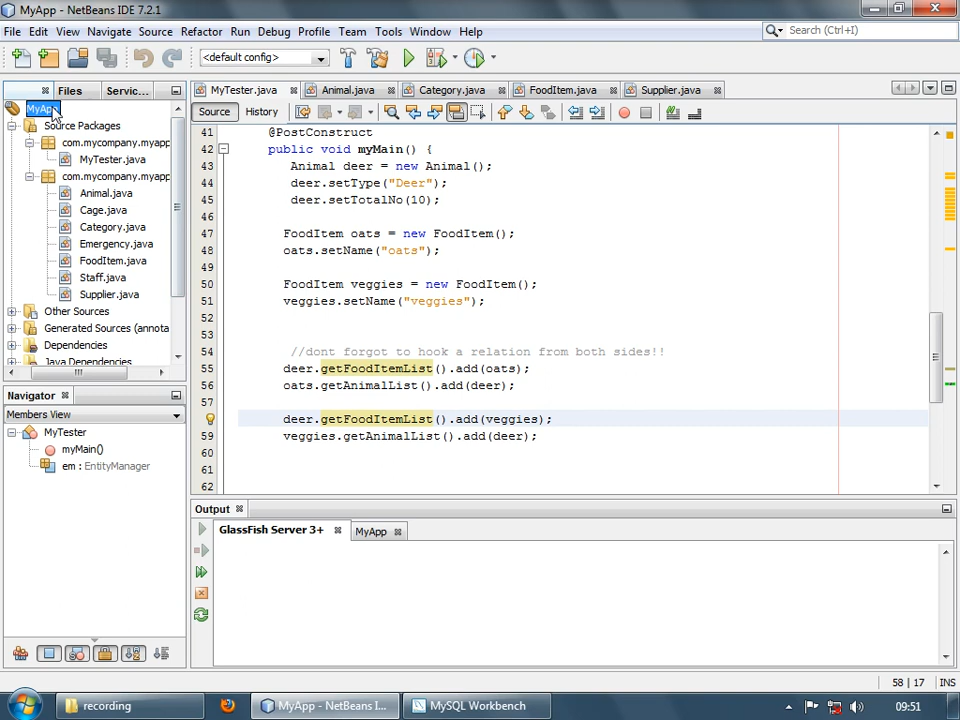 MyApp - NetBeans IDE 7.2.1
File Edit View Navigate Source Refactor Run Debug Profile Team Tools Window Help
Search (Ctrl+I)
<default config>
Files Servic...
MyApp
Source Packages
com.mycompany.myapp
MyTester.java
com.mycompany.myapp
Animal.java
Cage.java
Category.java
Emergency.java
FoodItem.java
Staff.java
Supplier.java
Other Sources
Generated Sources (annota
Dependencies
Java Dependencies
Navigator
Members View
MyTester
myMain()
em : EntityManager
MyTester.java Animal.java Category.java FoodItem.java Supplier.java
Source History
41 @PostConstruct
42 public void myMain() {
43 Animal deer = new Animal();
44 deer.setType("Deer");
45 deer.setTotalNo(10);
46
47 FoodItem oats = new FoodItem();
48 oats.setName("oats");
49
50 FoodItem veggies = new FoodItem();
51 veggies.setName("veggies");
52
53
54 //dont forgot to hook a relation from both sides!!
55 deer.getFoodItemList().add(oats);
56 oats.getAnimalList().add(deer);
57
deer.getFoodItemList().add(veggies);
59 veggies.getAnimalList().add(deer);
60
61
62
Output
GlassFish Server 3+ MyApp
58 | 17 INS
recording MyApp - NetBeans I... MySQL Workbench 09:51